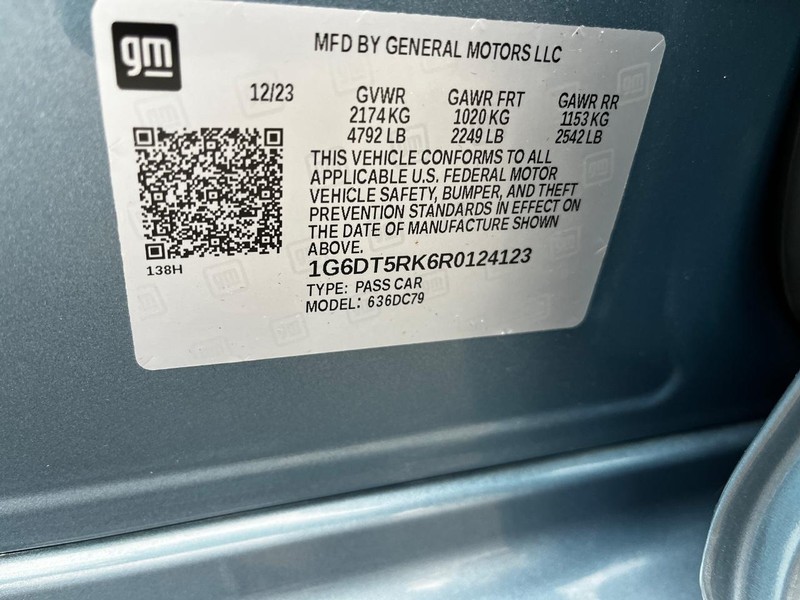 gm
MFD BY GENERAL MOTORS LLC
12/23 GVWR GAWR FRT GAWR RR
2174 KG 1020 KG 1153 KG
4792 LB 2249 LB 2542 LB
THIS VEHICLE CONFORMS TO ALL
APPLICABLE U.S. FEDERAL MOTOR
VEHICLE SAFETY, BUMPER, AND THEFT
PREVENTION STANDARDS IN EFFECT ON
THE DATE OF MANUFACTURE SHOWN
ABOVE.
138H
1G6DT5RK6R0124123
TYPE: PASS CAR
MODEL: 636DC79